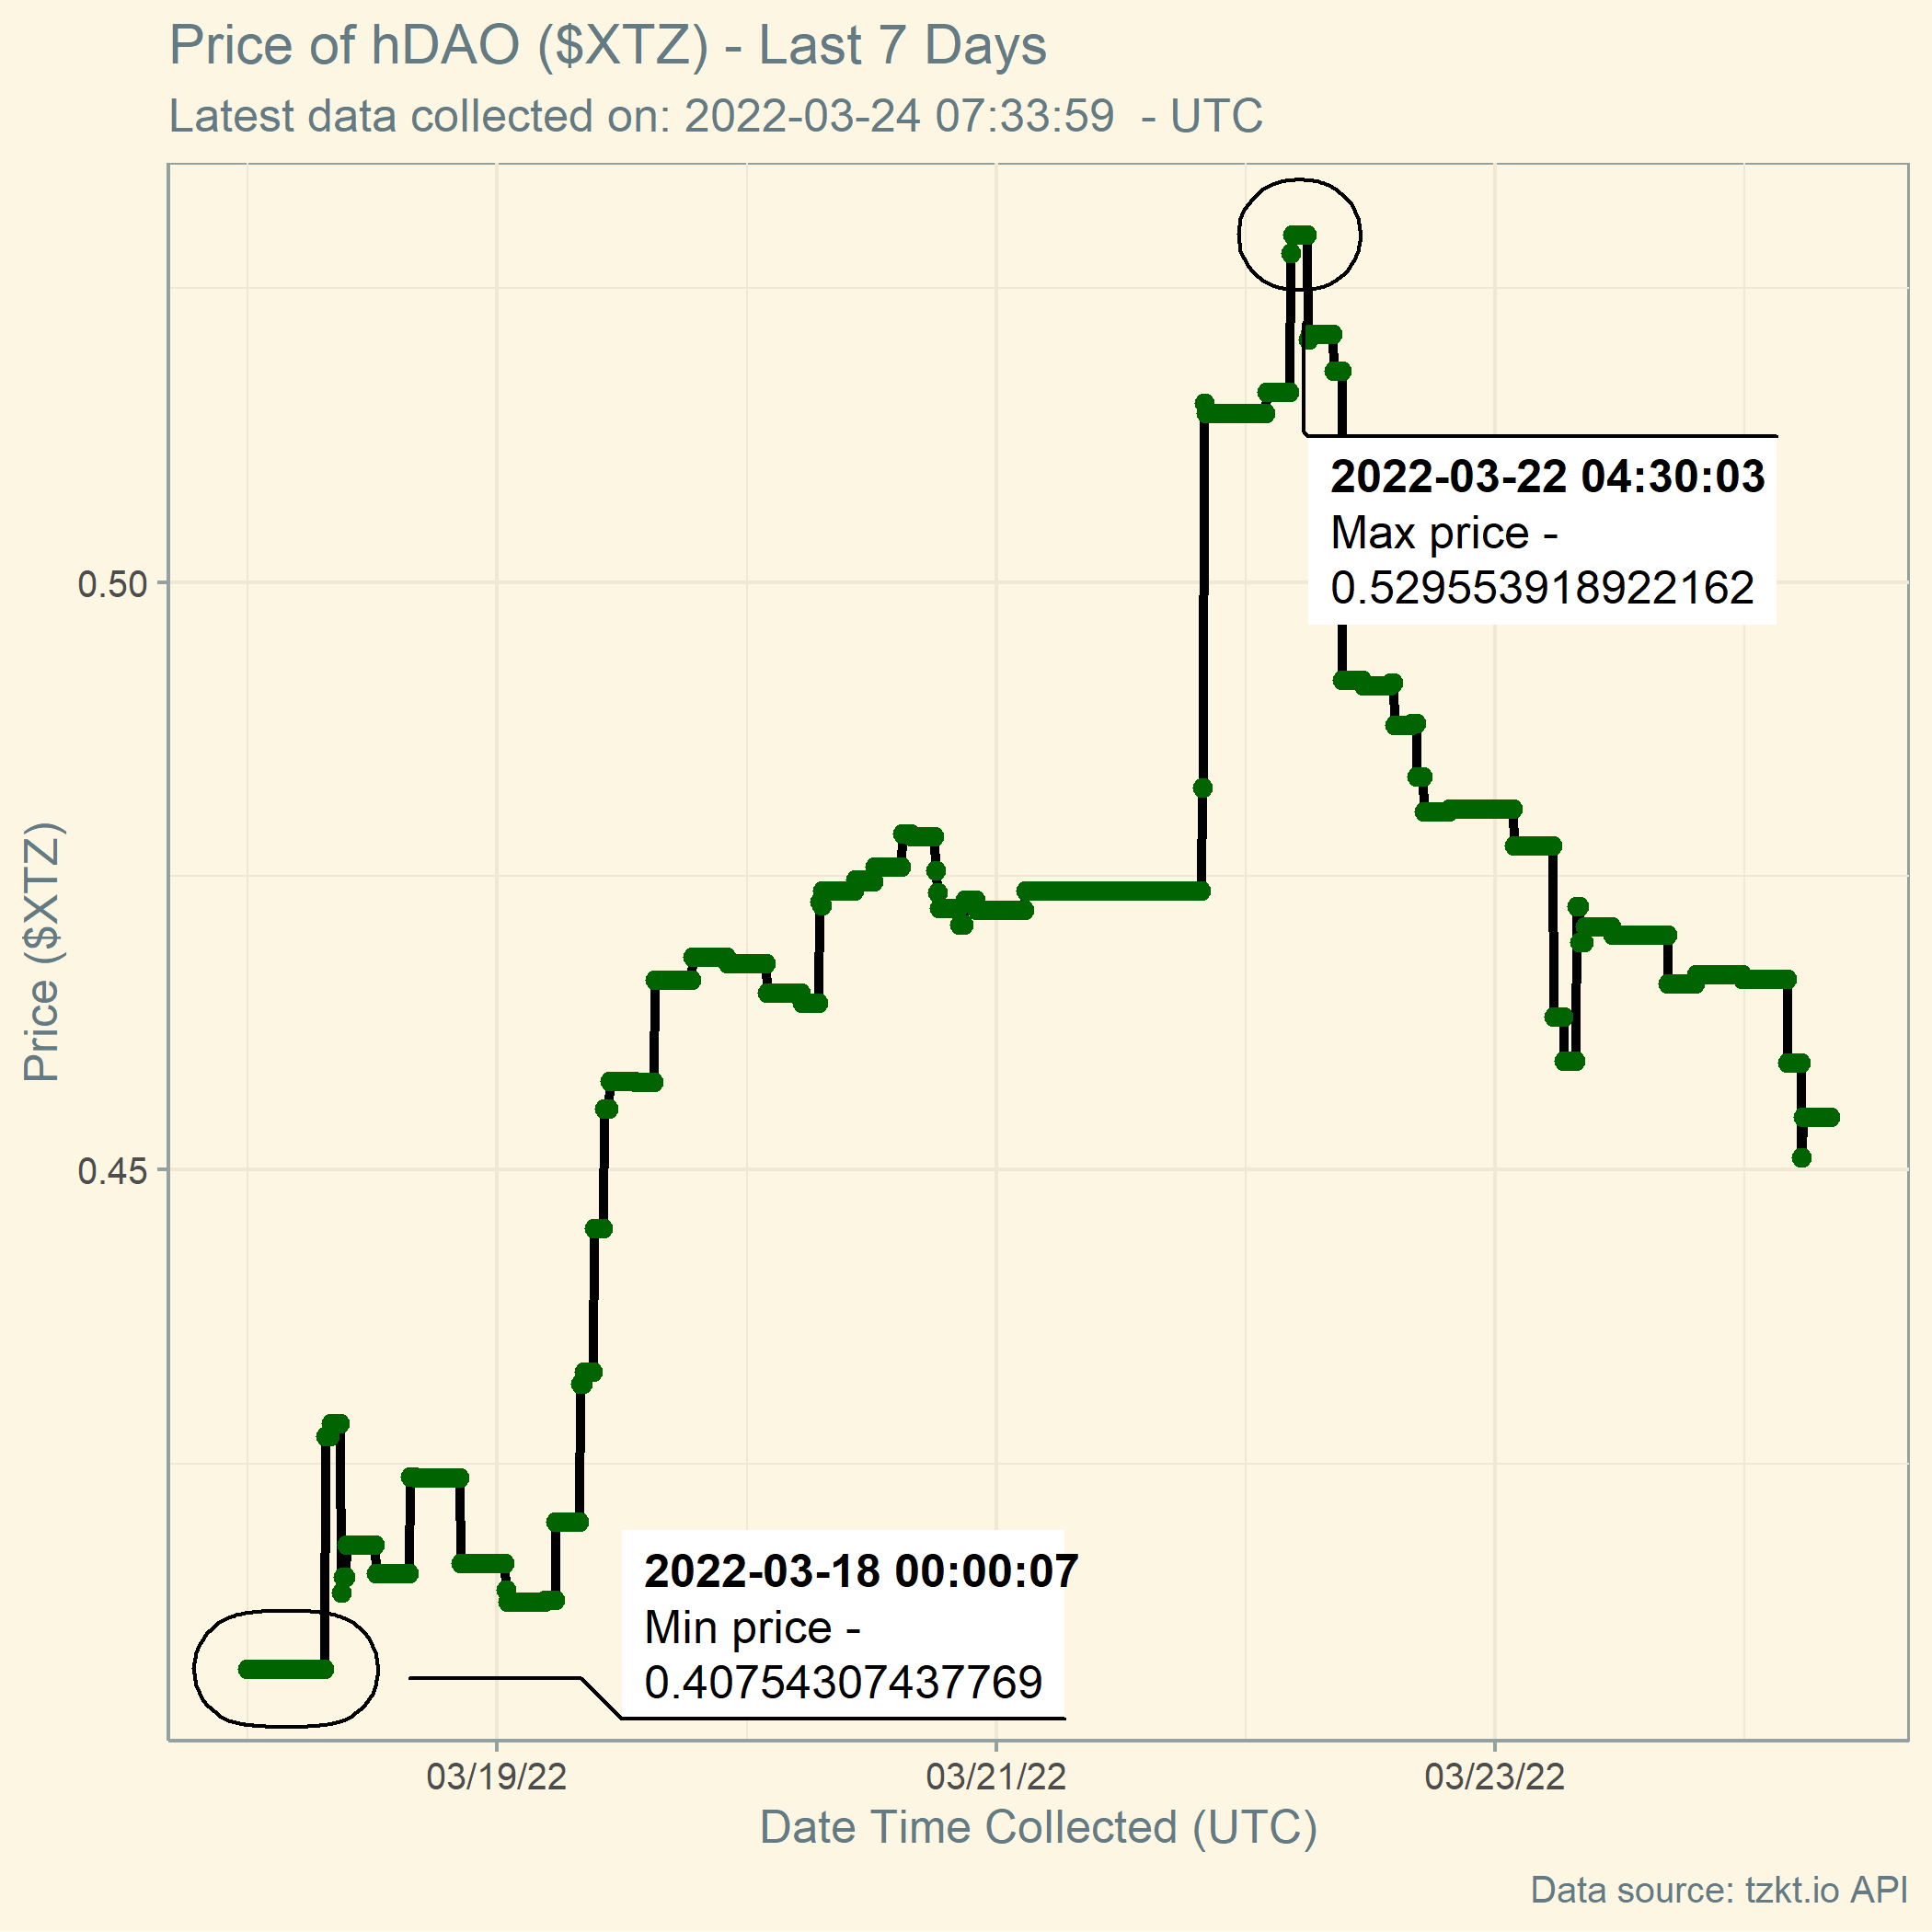 Price of hDAO ($XTZ) - Last 7 Days
Latest data collected on: 2022-03-24 07:33:59  - UTC
2022-03-22 04:30:03
Max price -
0.529553918922162
0.50
Price ($XTZ)
0.45
2022-03-18 00:00:07
Min price -
0.40754307437769
03/19/22
03/21/22
03/23/22
Date Time Collected (UTC)
Data source: tzkt.io API